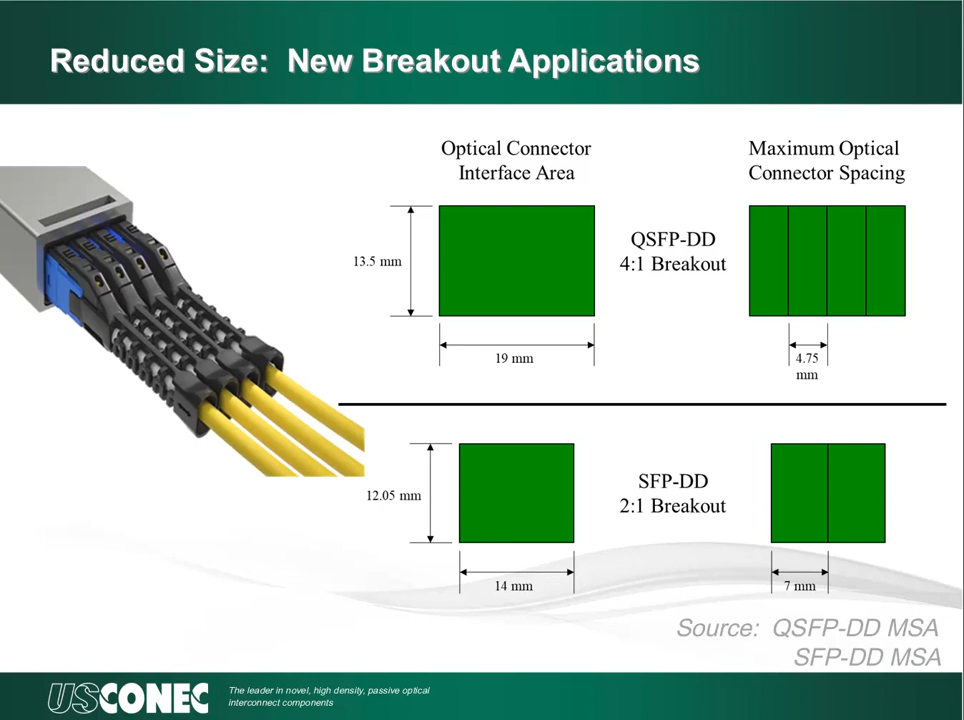 Reduced Size: New Breakout Applications
Optical Connector
Interface Area
Maximum Optical
Connector Spacing
13.5 mm
QSFP-DD
4:1 Breakout
19 mm
4.75
mm
12.05 mm
SFP-DD
2:1 Breakout
14 mm
7 mm
Source: QSFP-DD MSA
SFP-DD MSA
USCONEC
The leader in novel, high density, passive optical
interconnect components